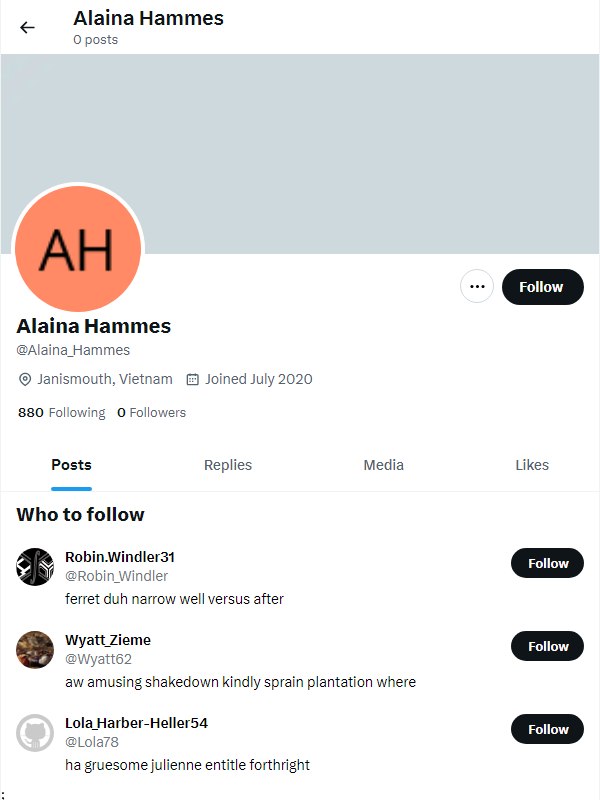 Alaina Hammes
0 posts
AH
Follow
Alaina Hammes
@Alaina_Hammes
Janismouth, Vietnam Joined July 2020
880 Following 0 Followers
Posts Replies Media Likes
Who to follow
Robin.Windler31
@Robin_Windler
Follow
ferret duh narrow well versus after
Wyatt_Zieme
@Wyatt62
Follow
aw amusing shakedown kindly sprain plantation where
Lola_Harber-Heller54
@Lola78
Follow
ha gruesome julienne entitle forthright
;